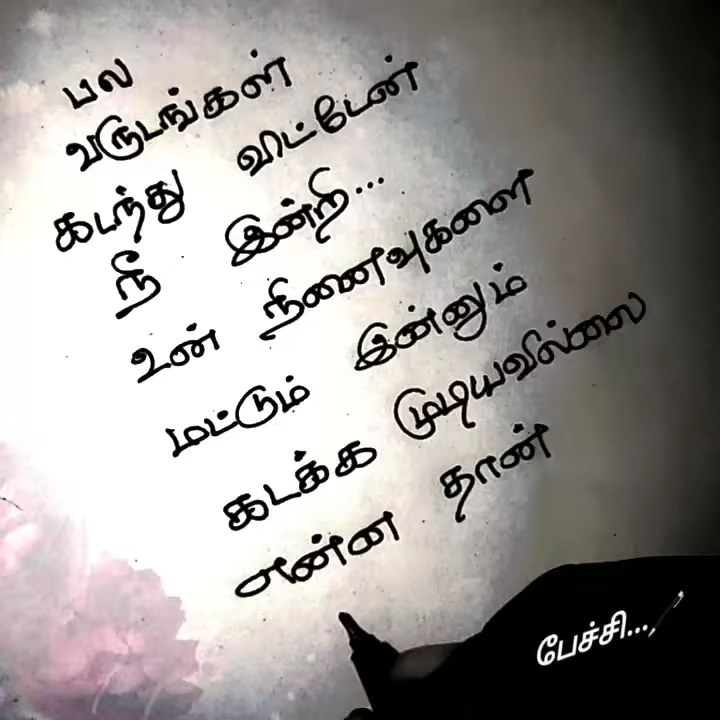 பல
வருடங்கள்
கடந்து விட்டேன்
நீ இன்றி...
உன் நினைவுகளை
மட்டும் இன்னும்
கடக்க முடியவில்லை
என்ன தான்
பேச்சி...